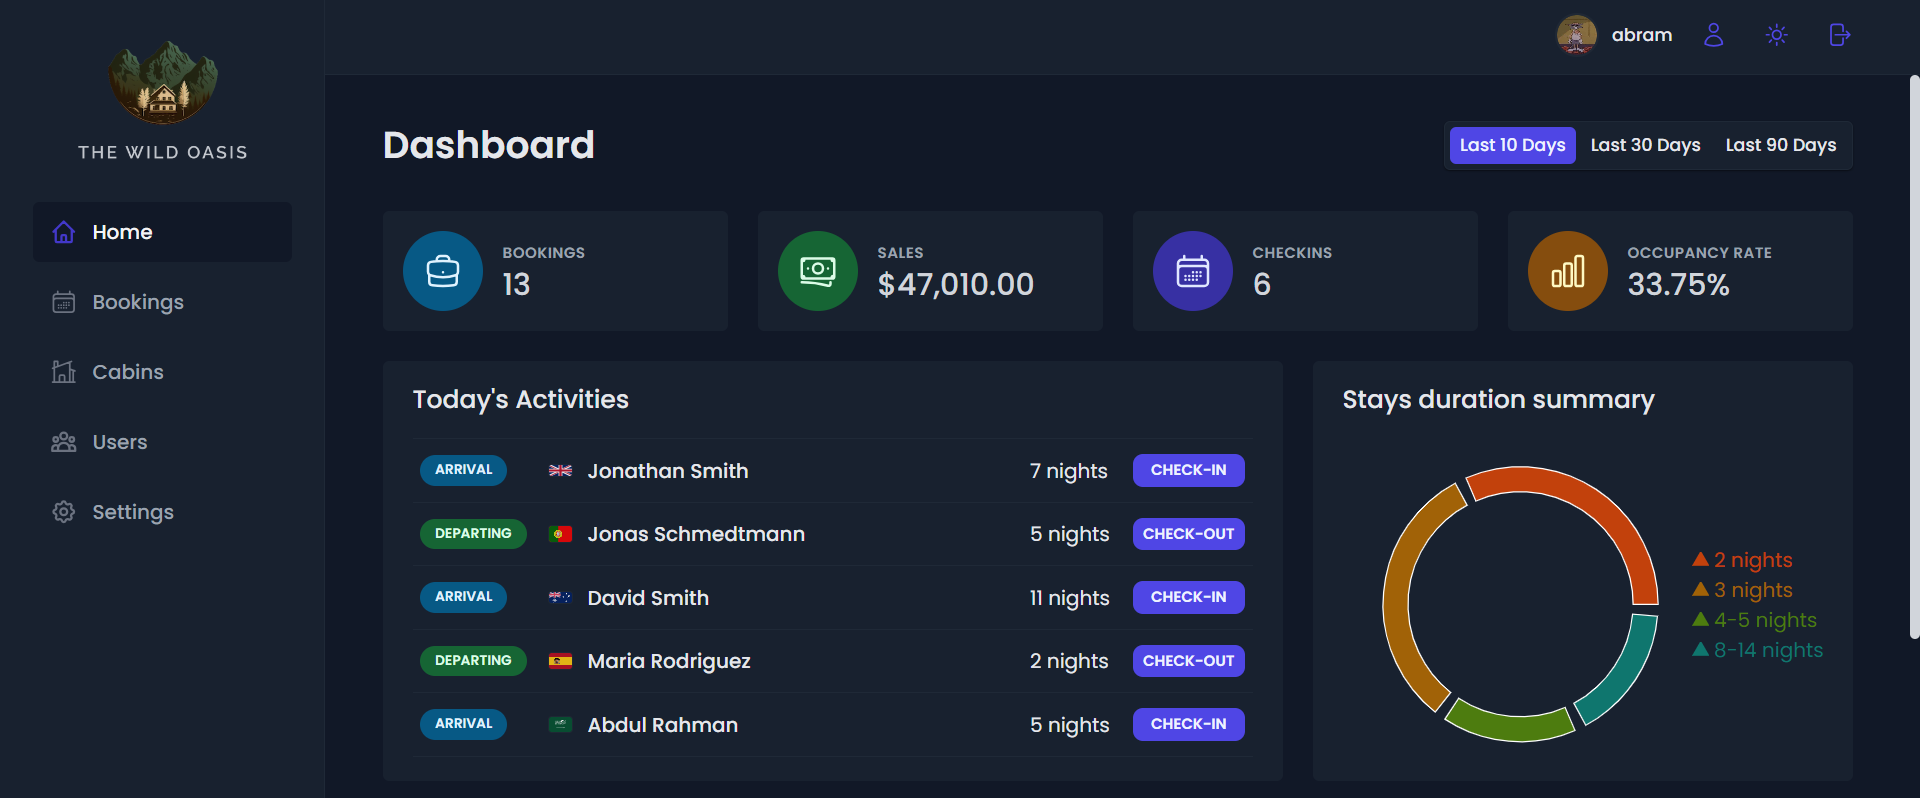 THE WILD OASIS
Home
Bookings
Cabins
Users
Settings
abram
Dashboard
Last 10 Days Last 30 Days Last 90 Days
BOOKINGS
13
SALES
$47,010.00
CHECKINS
6
OCCUPANCY RATE
33.75%
Today's Activities
ARRIVAL Jonathan Smith 7 nights CHECK-IN
DEPARTING Jonas Schmedtmann 5 nights CHECK-OUT
ARRIVAL David Smith 11 nights CHECK-IN
DEPARTING Maria Rodriguez 2 nights CHECK-OUT
ARRIVAL Abdul Rahman 5 nights CHECK-IN
Stays duration summary
2 nights
3 nights
4-5 nights
8-14 nights